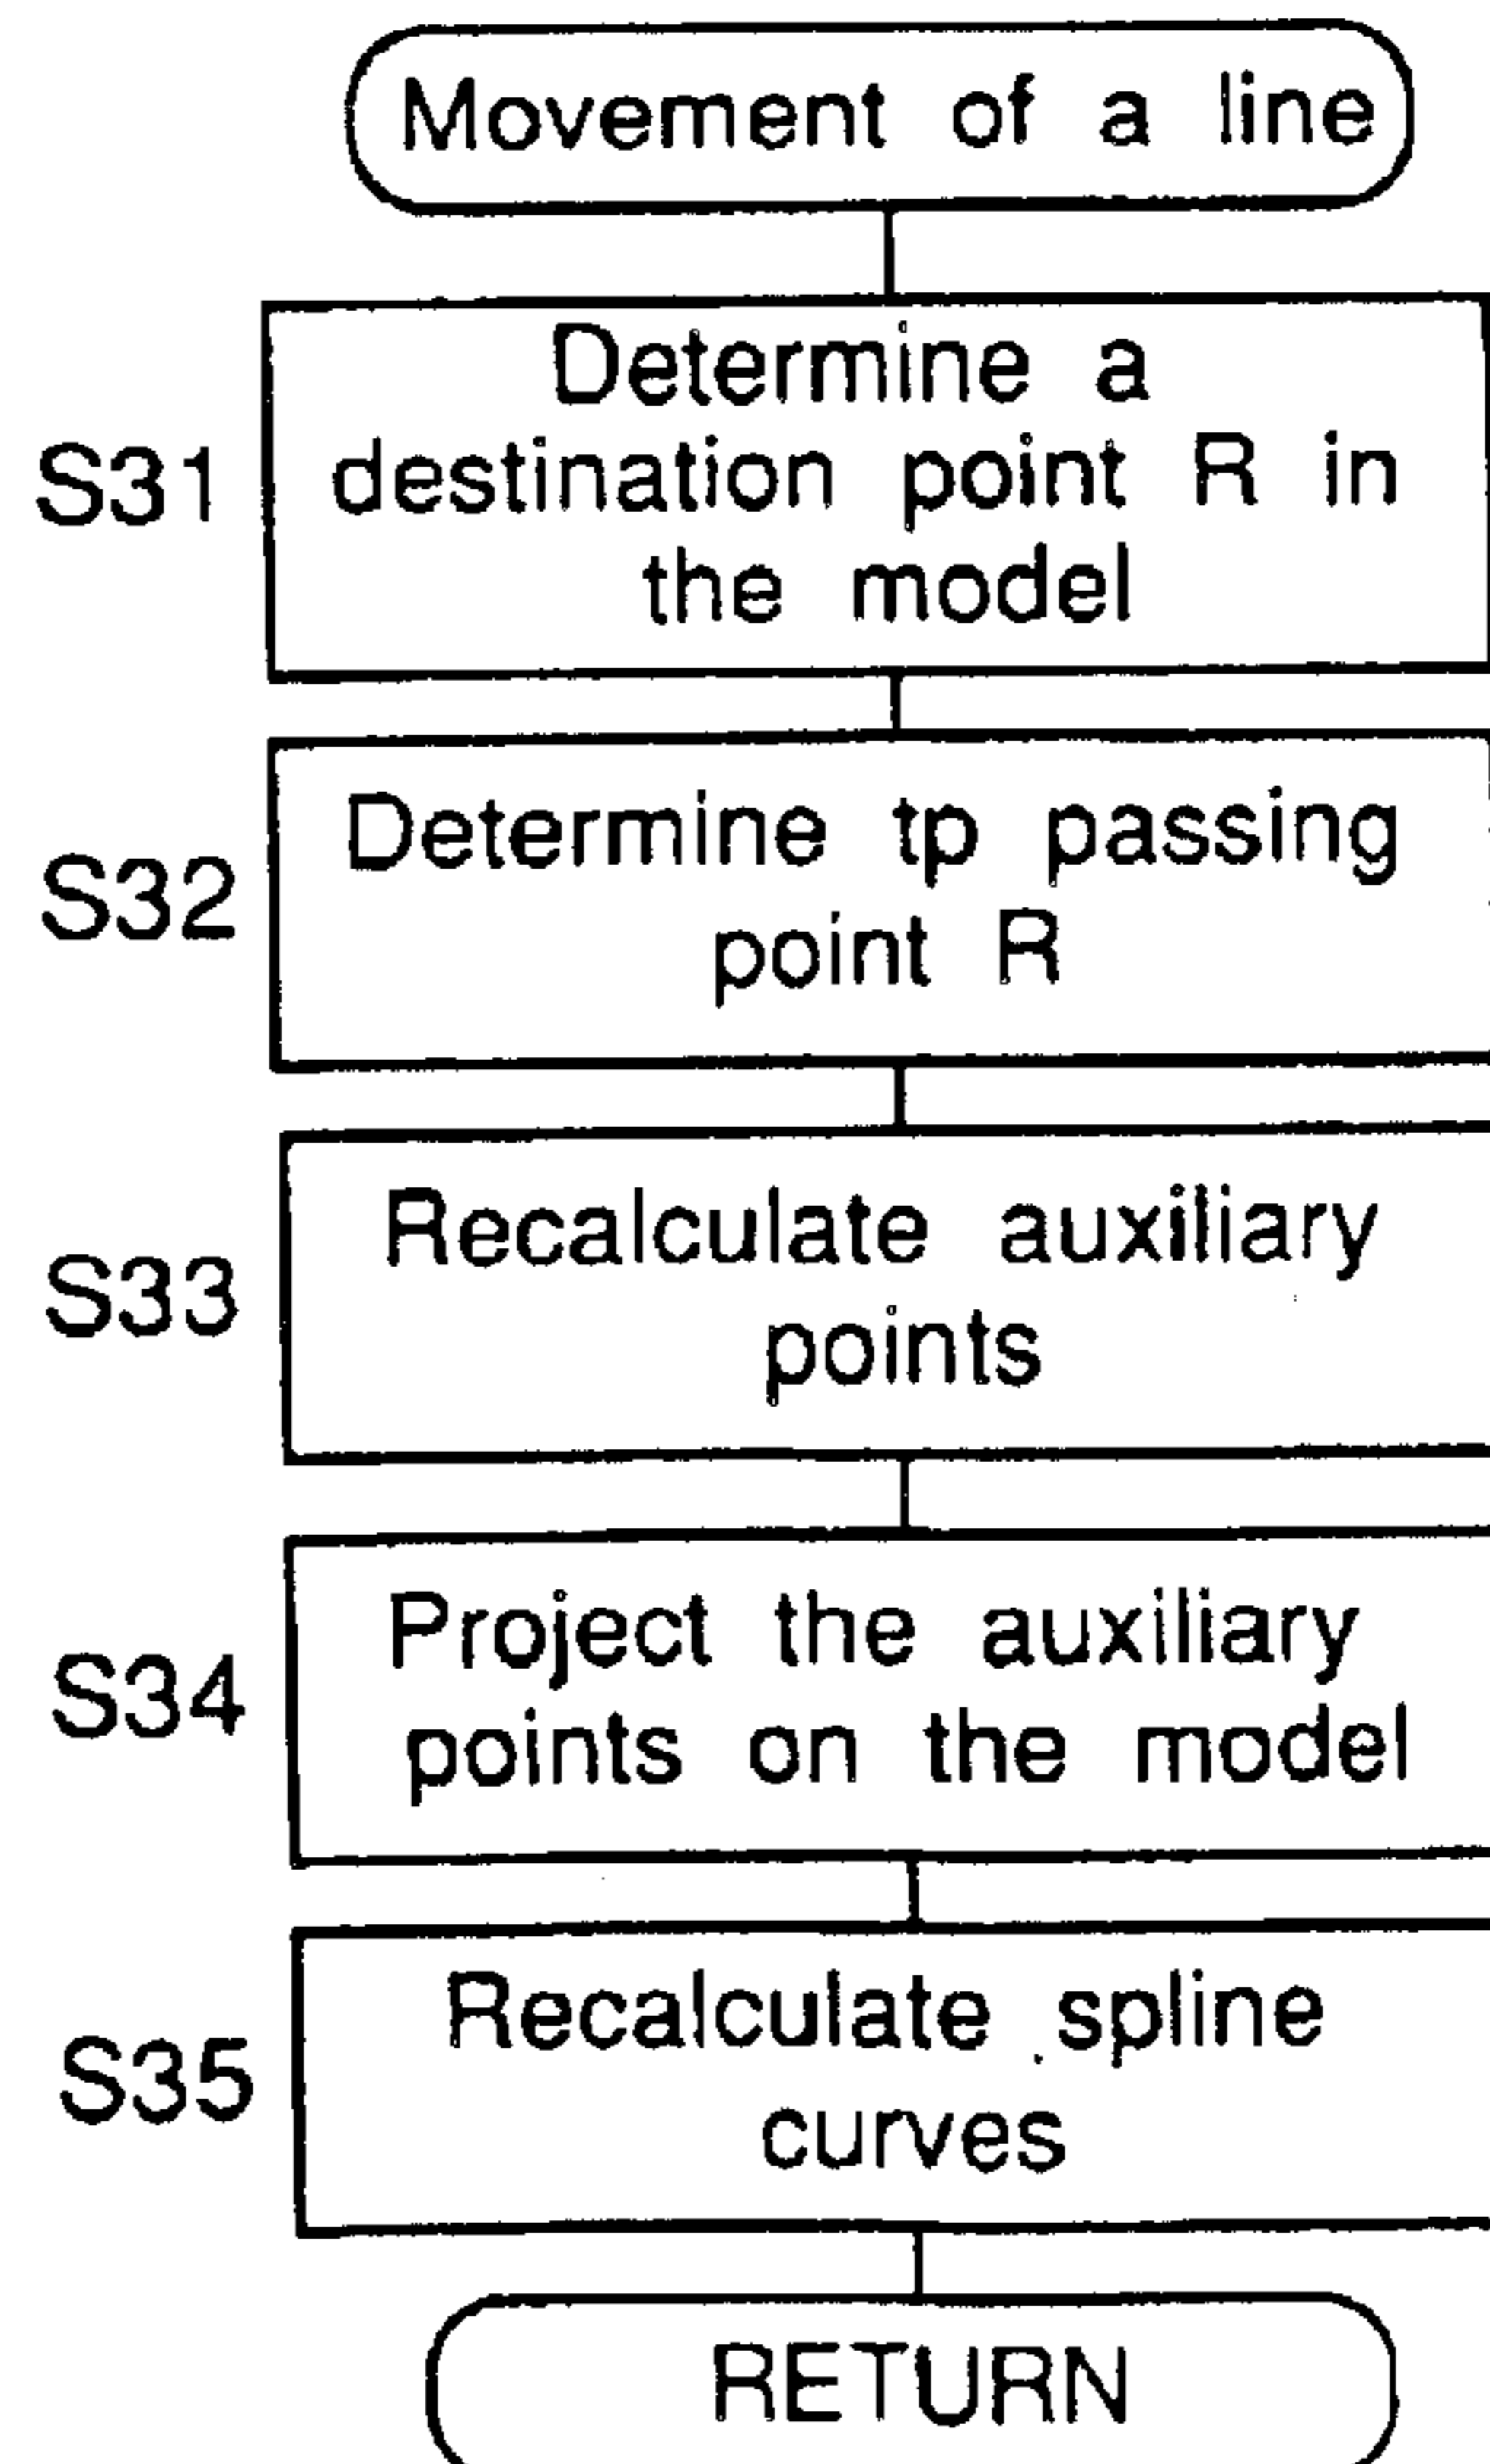 Movement of a line
S31
Determine a
destination point R in
the model
S32
Determine tp passing
point R
S33
Recalculate auxiliary
points
S34
Project the auxiliary
points on the model
S35
Recalculate spline
curves
RETURN